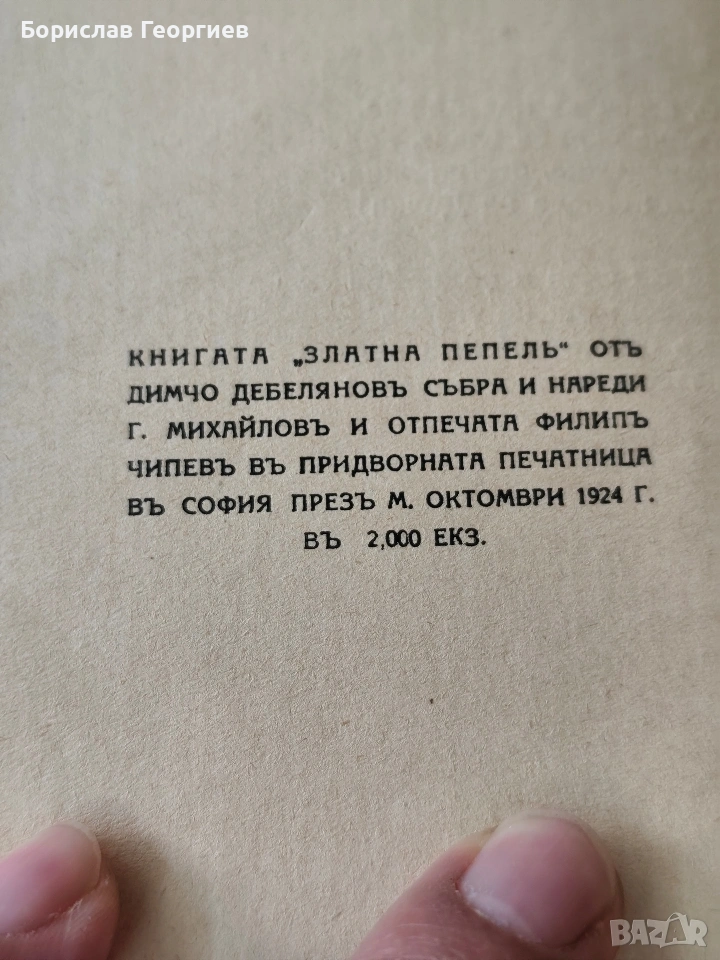 Борислав Георгиев
КНИГАТА „ЗЛАТНА ПЕПЕЛЬ“ ОТЪ
ДИМЧО ДЕБЕЛЯНОВЪ СЪБРА И НАРЕДИ
Г. МИХАЙЛОВЪ И ОТПЕЧАТА ФИЛИПЪ
ЧИПЕВЪ ВЪ ПРИДВОРНАТА ПЕЧАТНИЦА
ВЪ СОФИЯ ПРЕЗЪ М. ОКТОМВРИ 1924 Г.
ВЪ 2,000 ЕКЗ.
BAZAR